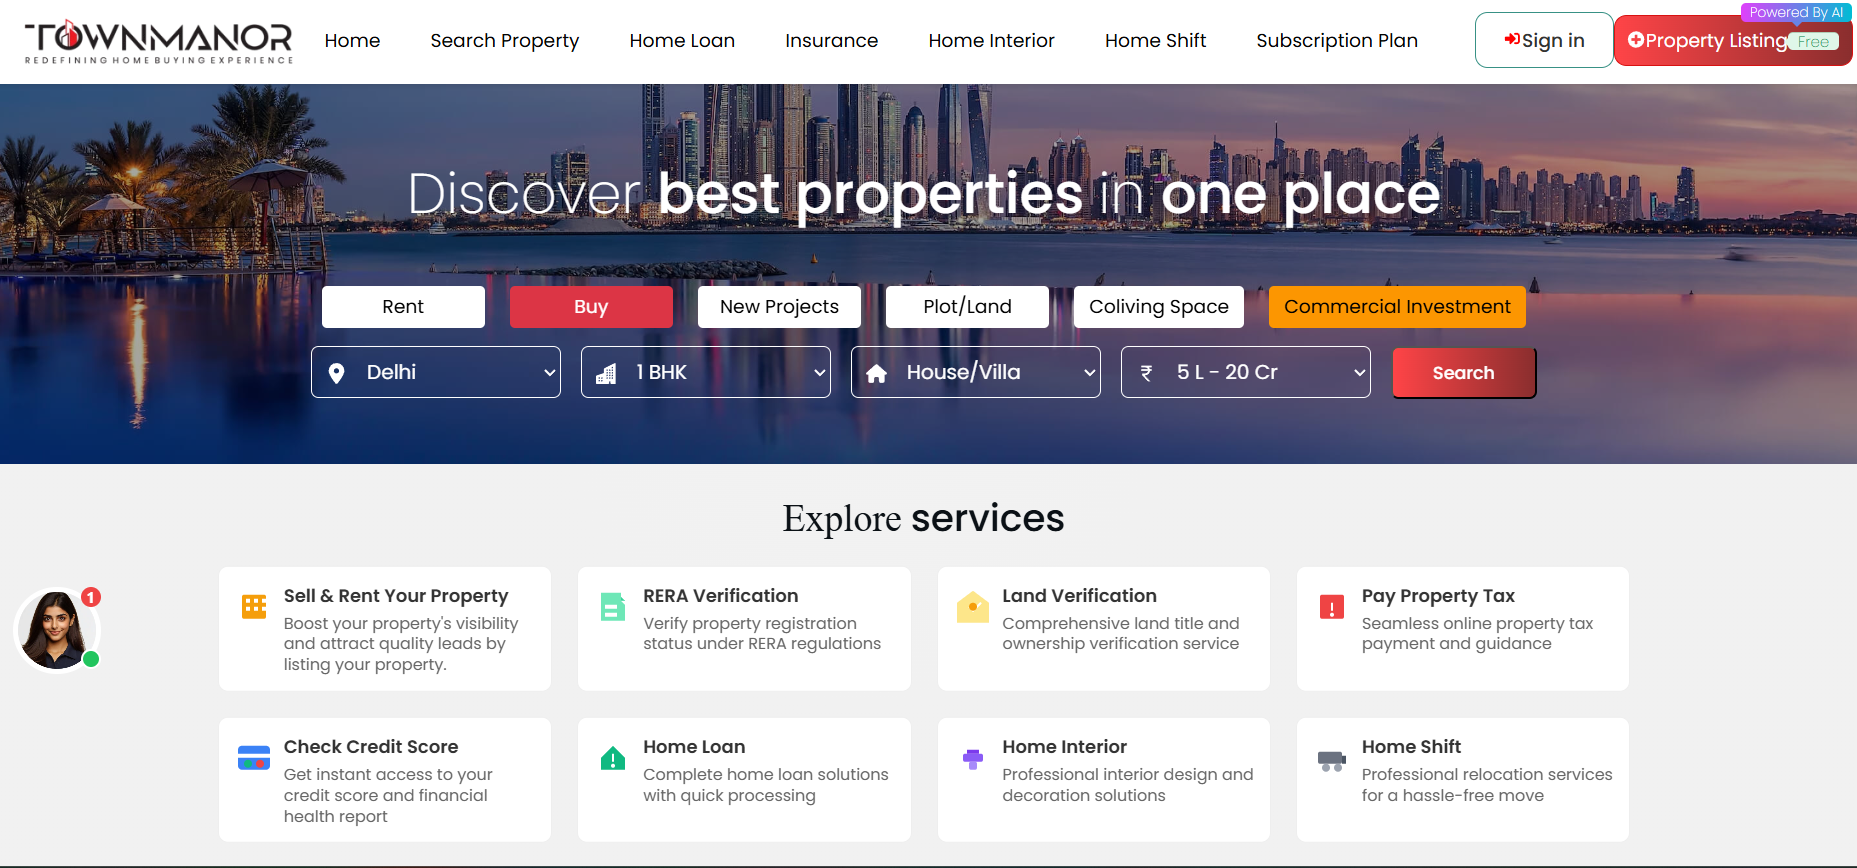 TOWNMANOR
REDEFINING HOME BUYING EXPERIENCE
Home
Search Property
Home Loan
Insurance
Home Interior
Home Shift
Subscription Plan
Sign in
Powered By AI
Property Listing
Free
Discover best properties in one place
Rent
Buy
New Projects
Plot/Land
Coliving Space
Commercial Investment
Delhi
1 BHK
House/Villa
₹ 5 L - 20 Cr
Search
Explore services
Sell & Rent Your Property
Boost your property's visibility
and attract quality leads by
listing your property.
RERA Verification
Verify property registration
status under RERA regulations
Land Verification
Comprehensive land title and
ownership verification service
Pay Property Tax
Seamless online property tax
payment and guidance
1
Check Credit Score
Get instant access to your
credit score and financial
health report
Home Loan
Complete home loan solutions
with quick processing
Home Interior
Professional interior design and
decoration solutions
Home Shift
Professional relocation services
for a hassle-free move